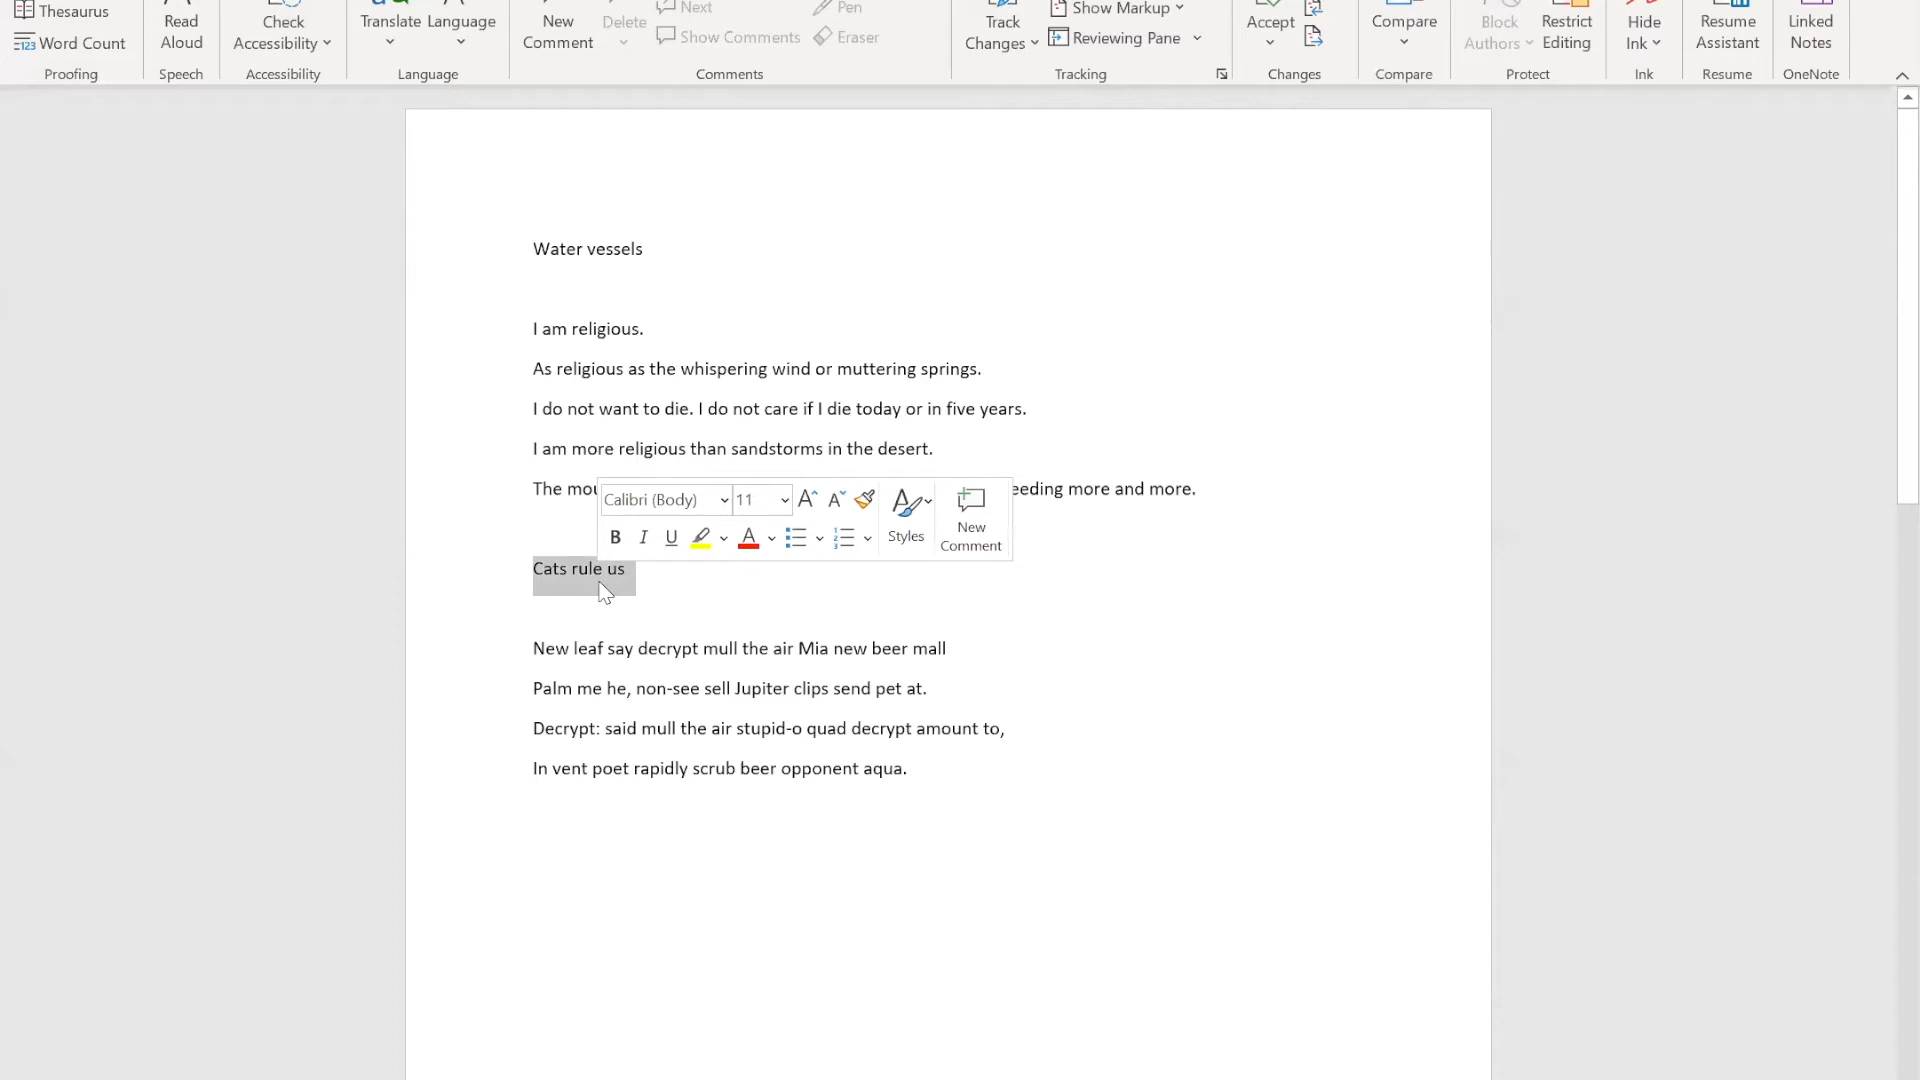 Thesaurus
Word Count
Proofing
Read
Aloud
Speech
Check
Accessibility
Accessibility
Translate
Language
Language
New
Comment
Delete
Next
Show Comments
Pen
Eraser
Comments
Track
Changes
Show Markup
Reviewing Pane
Tracking
Accept
Changes
Compare
Compare
Block
Authors
Restrict
Editing
Protect
Hide
Ink
Ink
Resume
Assistant
Resume
Linked
Notes
OneNote
Water vessels
I am religious.
As religious as the whispering wind or muttering springs.
I do not want to die. I do not care if I die today or in five years.
I am more religious than sandstorms in the desert.
The more and more.
Calibri (Body)
11
B I U A
Styles
New
Comment
Cats rule us
New leaf say decrypt mull the air Mia new beer mall
Palm me he, non-see sell Jupiter clips send pet at.
Decrypt: said mull the air stupid-o quad decrypt amount to,
In vent poet rapidly scrub beer opponent aqua.